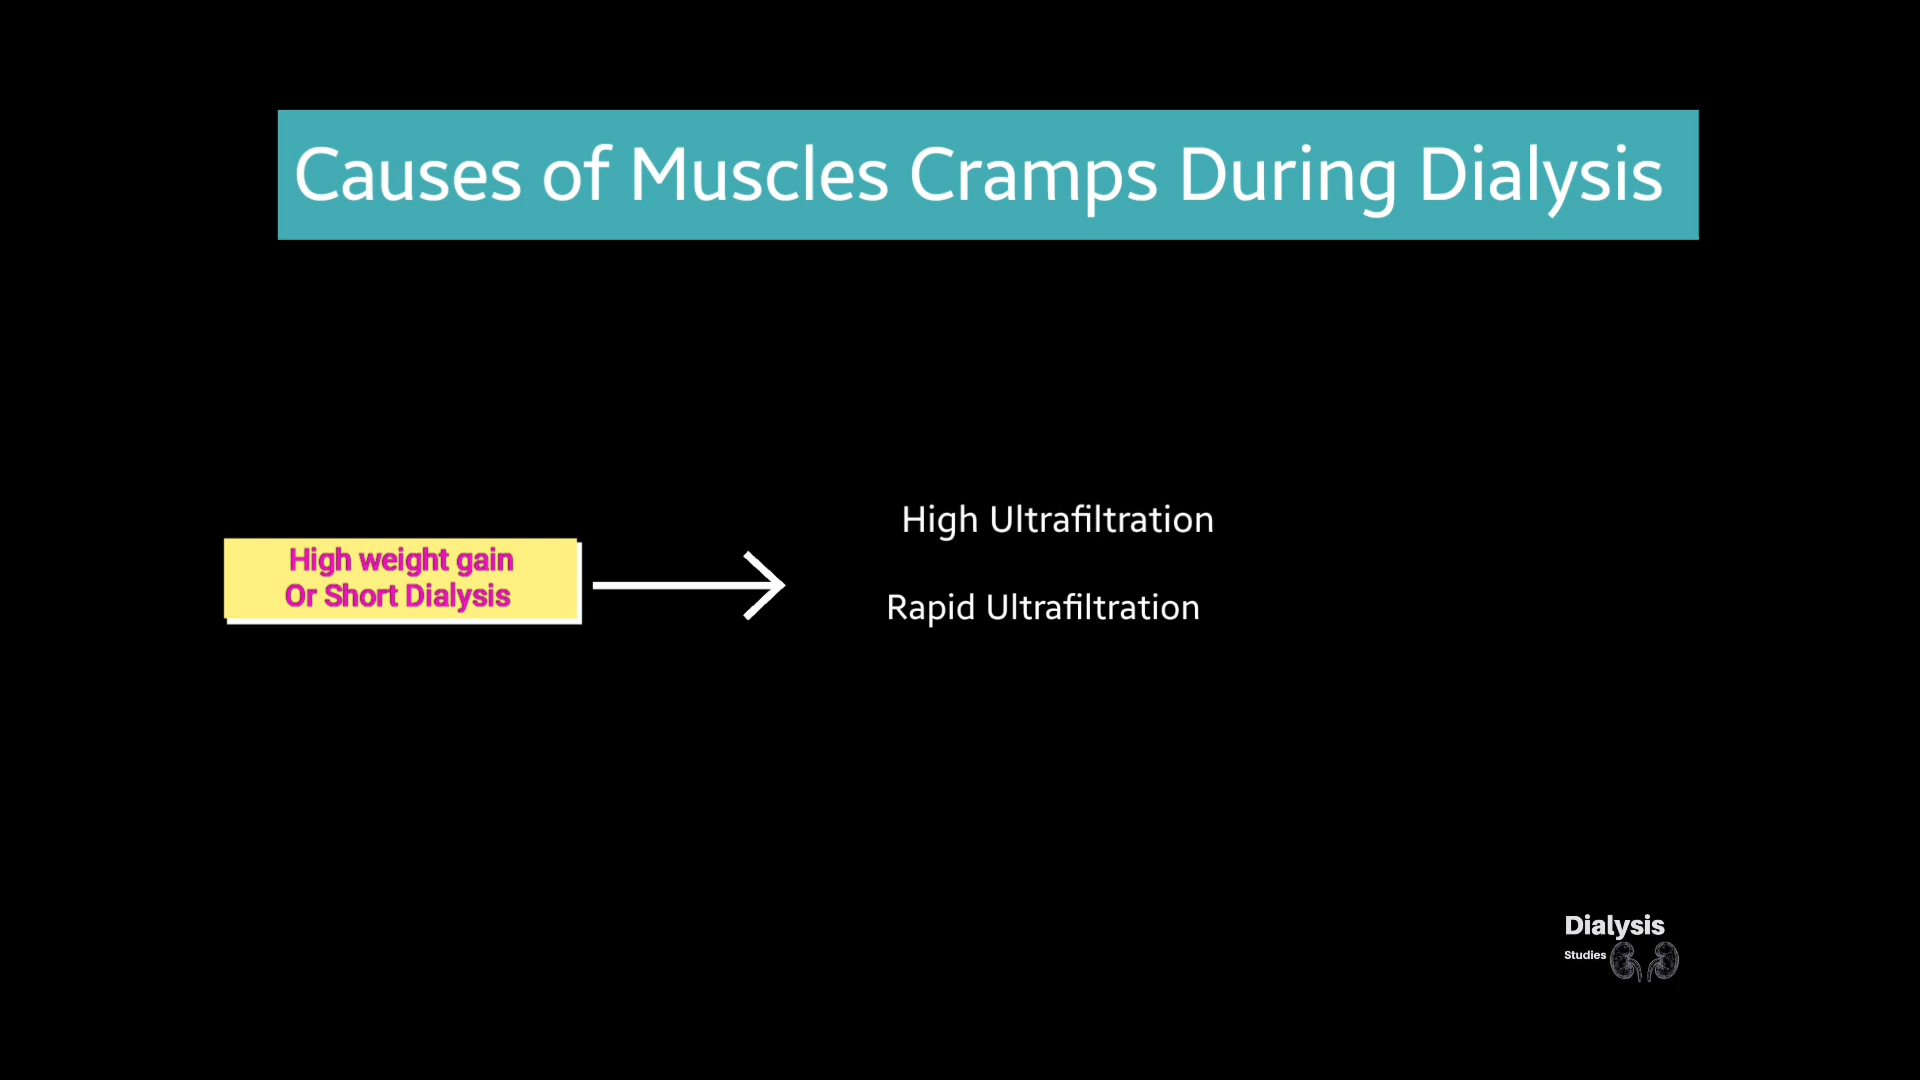 Causes of Muscles Cramps During Dialysis
High weight gain
Or Short Dialysis
High Ultrafiltration
Rapid Ultrafiltration
Dialysis
Studies